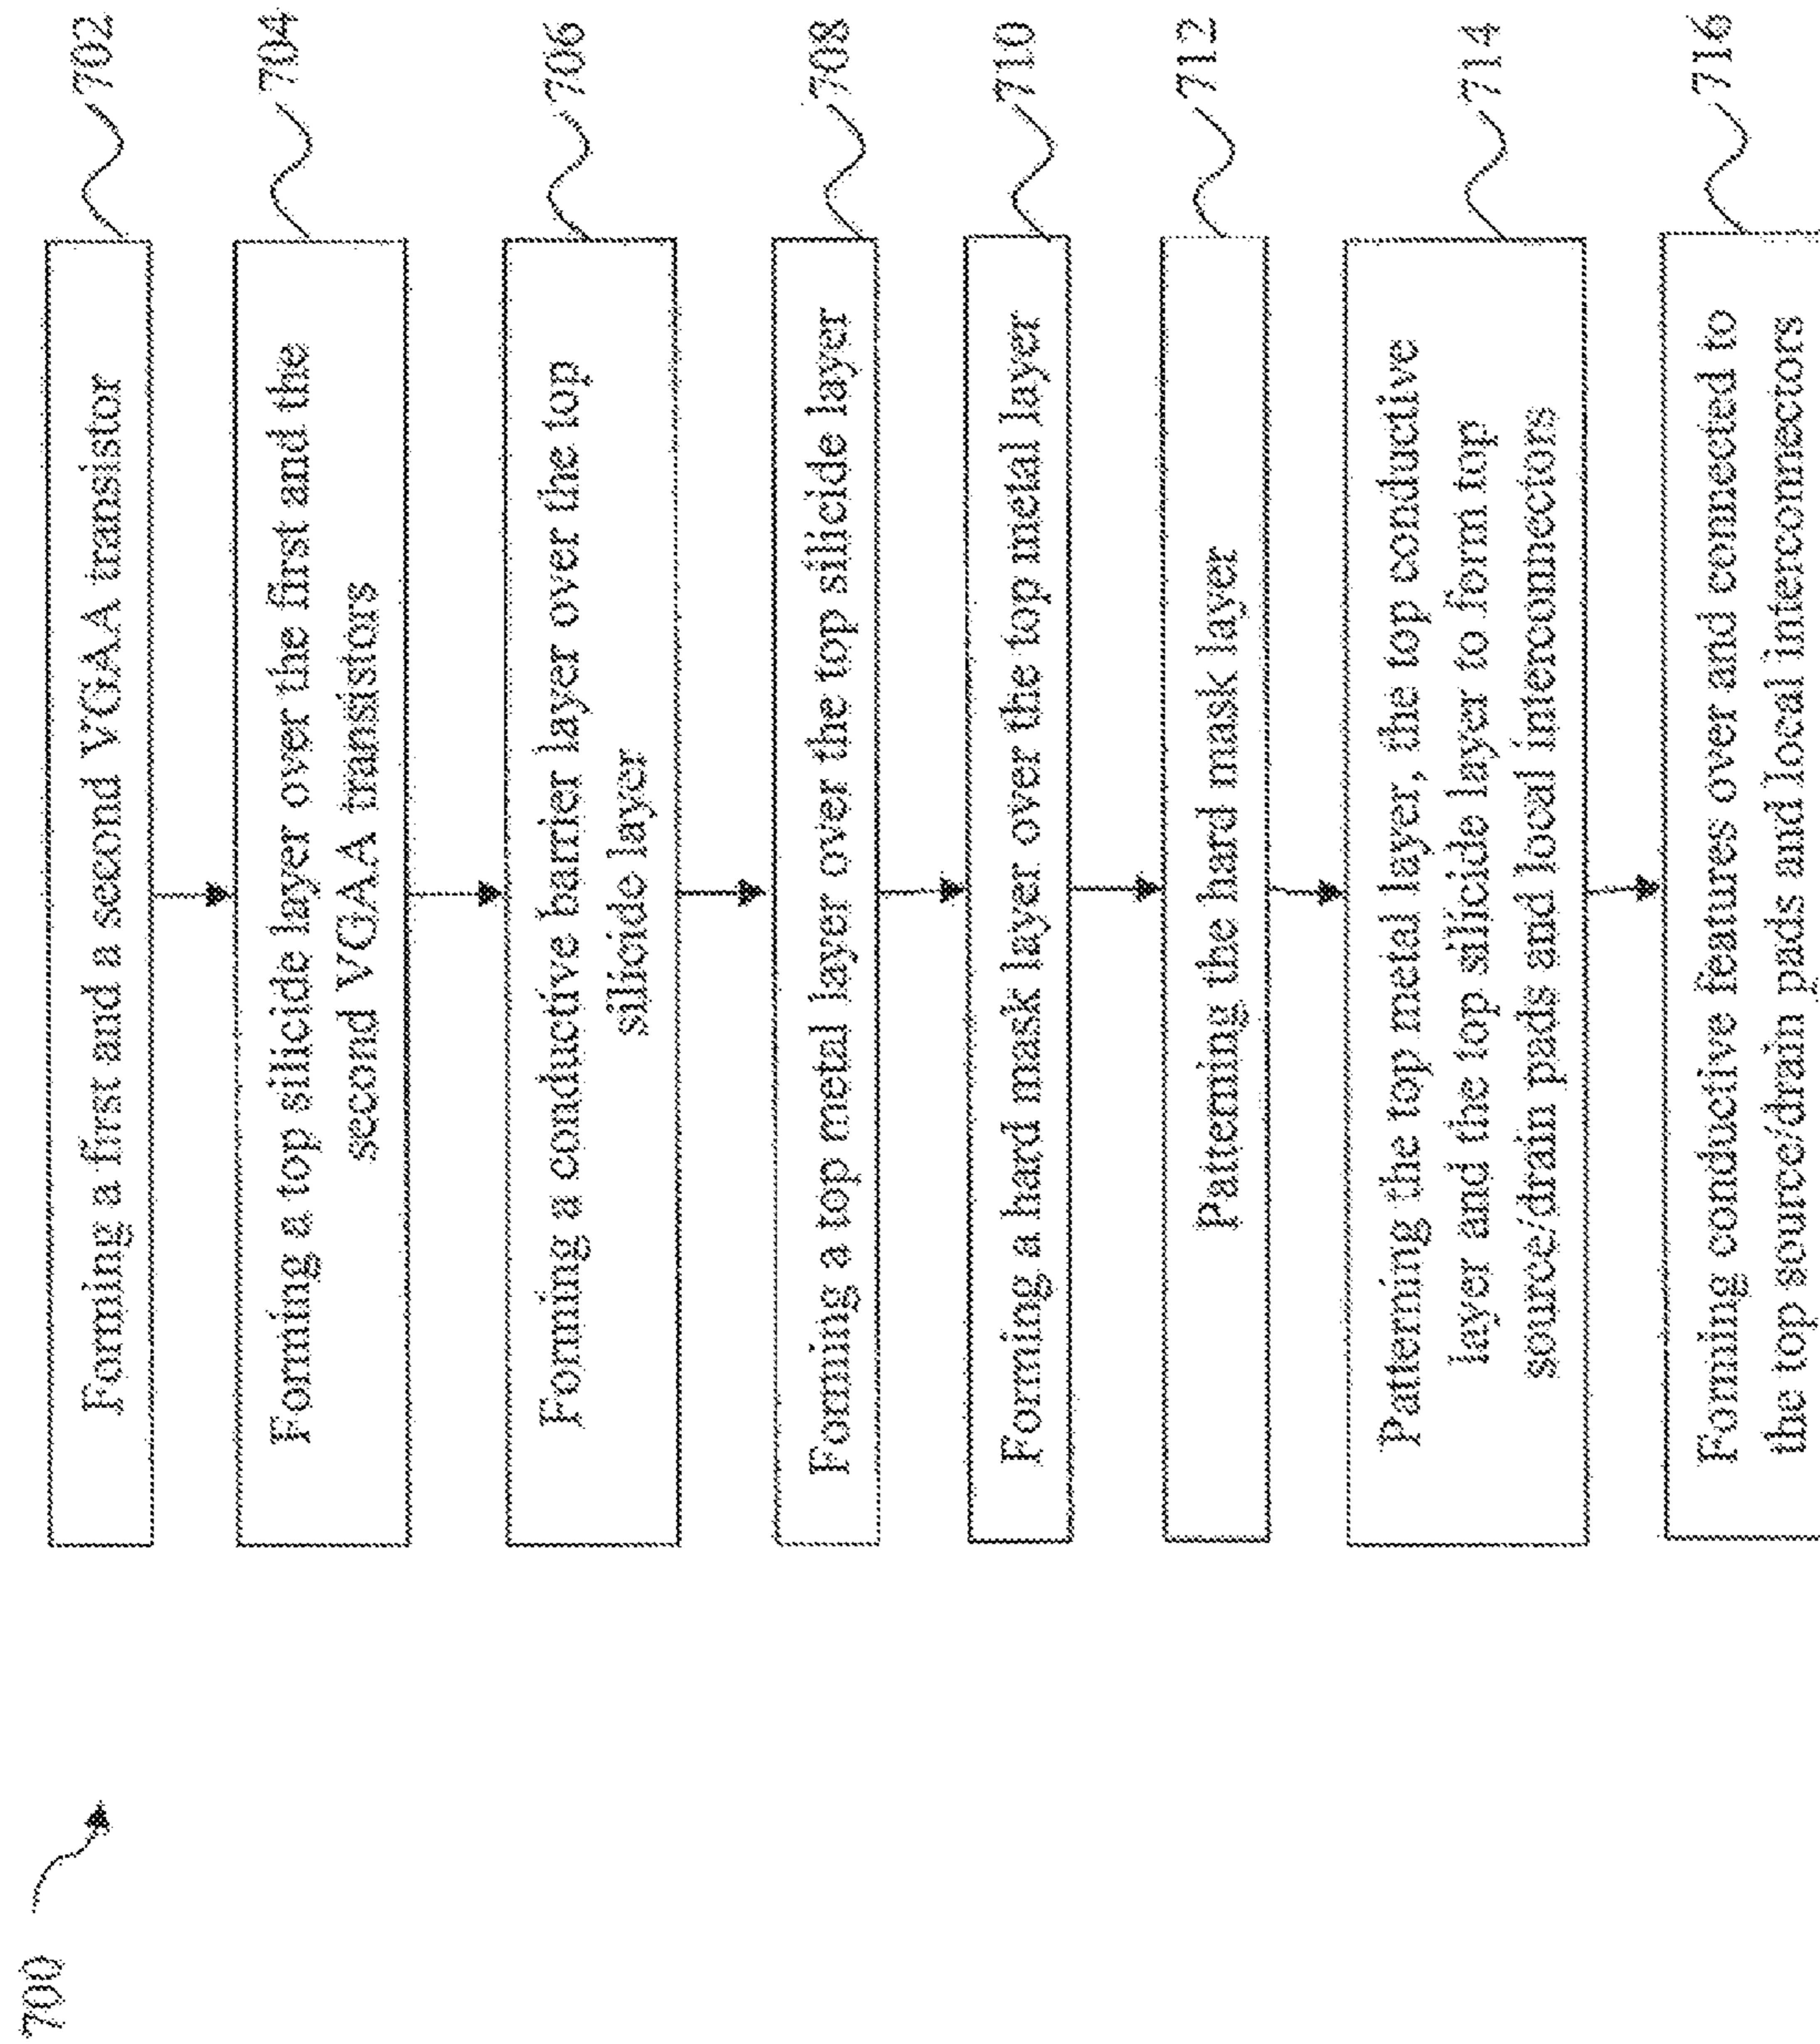 700
Forming a first and a second VGAA transistor
702
Forming a top silicide layer over the first and the
second VGAA transistors
704
Forming a conductive barrier layer over the top
silicide layer
706
Forming a top metal layer over the top silicide layer
708
Forming a hard mask layer over the top metal layer
710
Patterning the hard mask layer
712
Patterning the top metal layer, the top conductive
layer and the top silicide layer to form top
source/drain pads and local interconnectors
714
Forming conductive features over and connected to
the top source/drain pads and local interconnectors
716